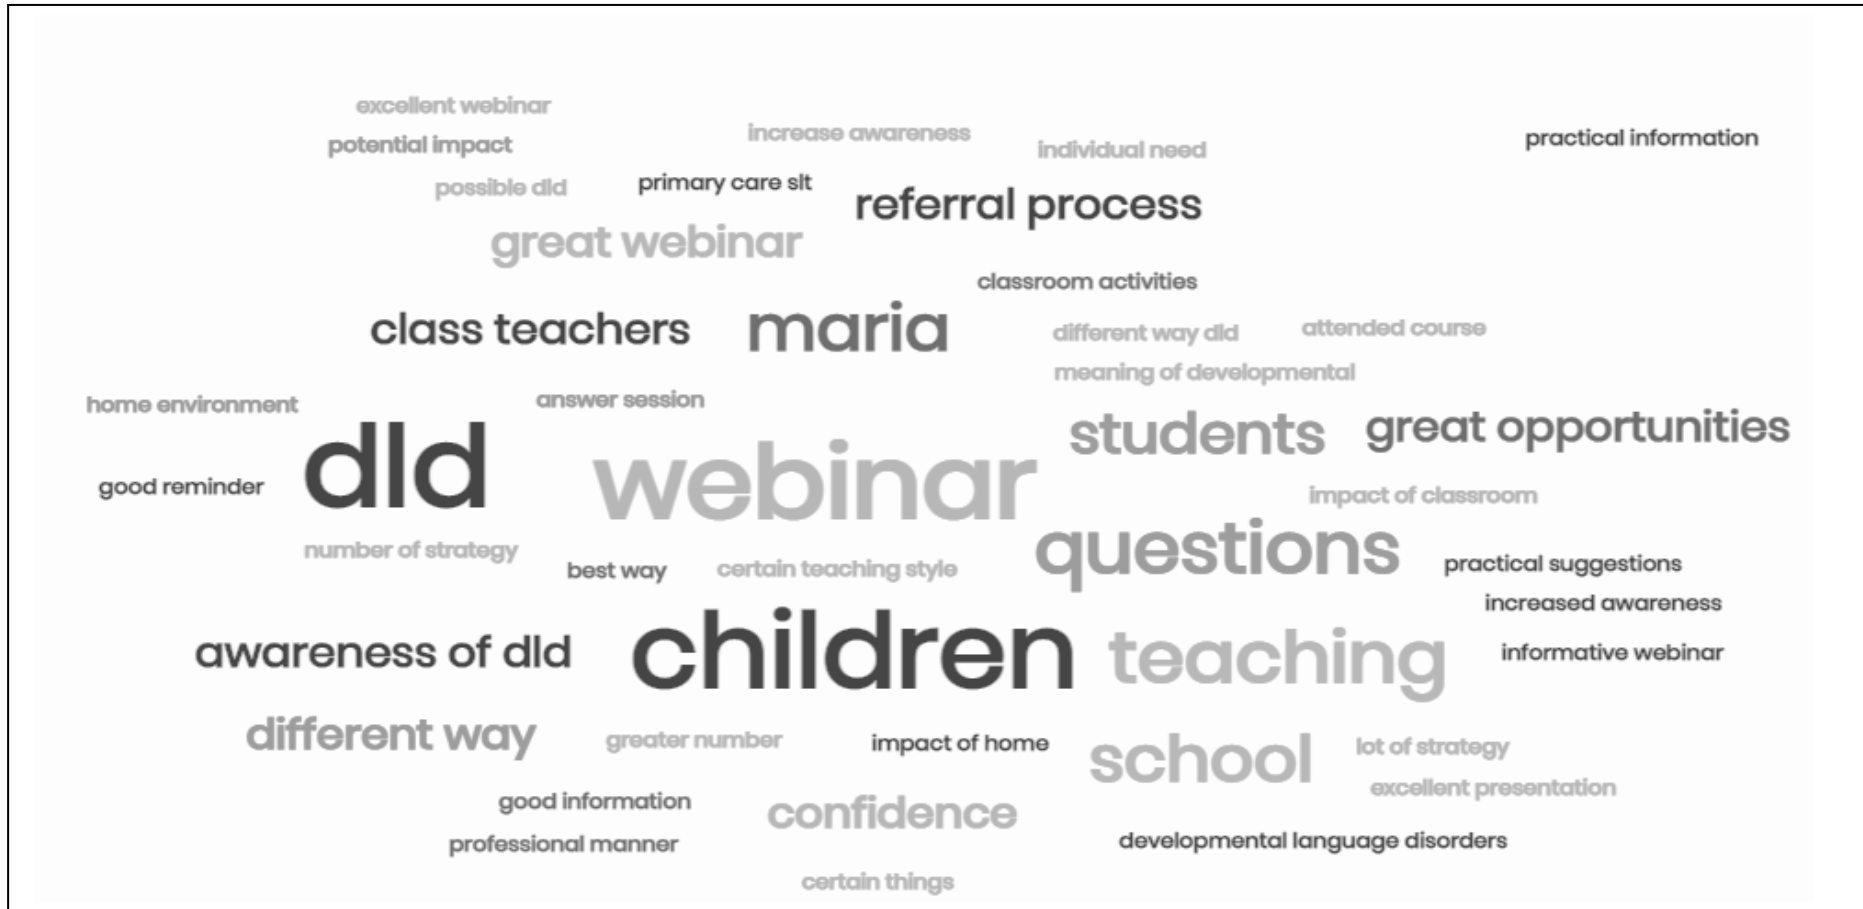 excellent webinar
increase awareness
practical information
potential impact
individual need
possible dld
primary care slt
referral process
great webinar
classroom activities
class teachers
maria
different way dld
attended course
meaning of developmental
home environment
answer session
students
great opportunities
dld
webinar
good reminder
impact of classroom
number of strategy
questions
best way
certain teaching style
practical suggestions
increased awareness
awareness of dld
children
teaching
informative webinar
different way
greater number
impact of home
school
lot of strategy
excellent presentation
good information
confidence
professional manner
developmental language disorders
certain things